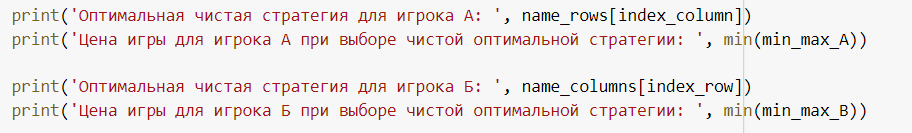 print('Оптимальная чистая стратегия для игрока А: ', name_rows[index_column])
print('Цена игры для игрока А при выборе чистой оптимальной стратегии: ', min(min_max_A))
print('Оптимальная чистая стратегия для игрока Б: ', name_columns[index_row])
print('Цена игры для игрока Б при выборе чистой оптимальной стратегии: ', min(min_max_B))